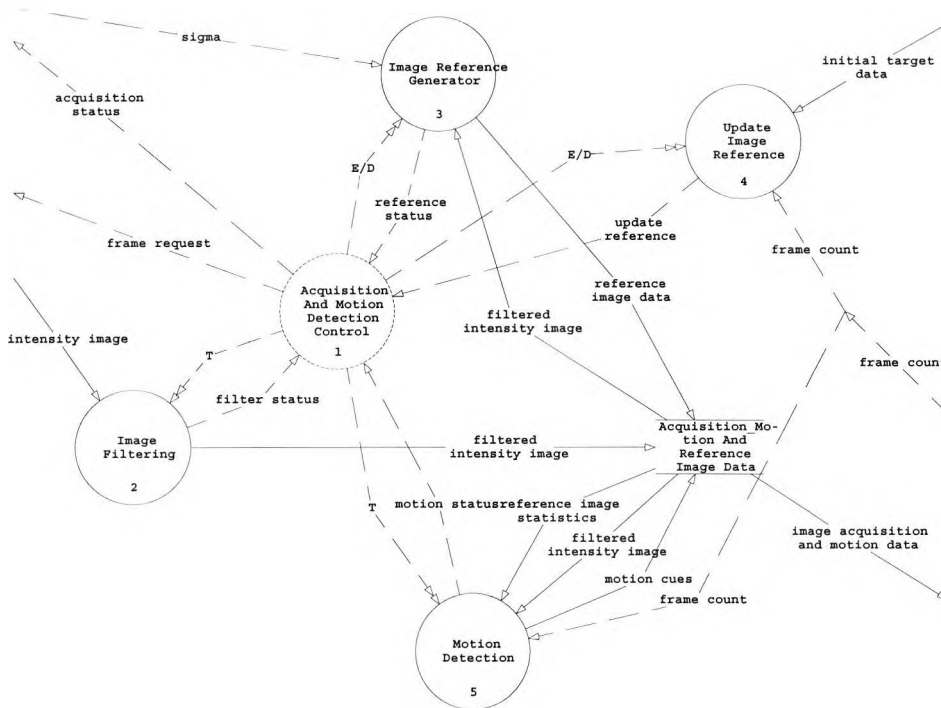 sigma
Image Reference
Generator
3
initial target
data
acquisition
status
Update
Image
Reference
4
E/D
E/D
reference
status
update
reference
frame request
frame count
Acquisition
And Motion
Detection
Control
1
reference
image data
filtered
intensity image
intensity image
T
frame count
filter status
Image
Filtering
2
filtered
intensity image
Acquisition_Mo-
tion And
Reference
Image Data
T
motion status
reference image
statistics
filtered
intensity image
image acquisition
and motion data
motion cues
frame count
Motion
Detection
5